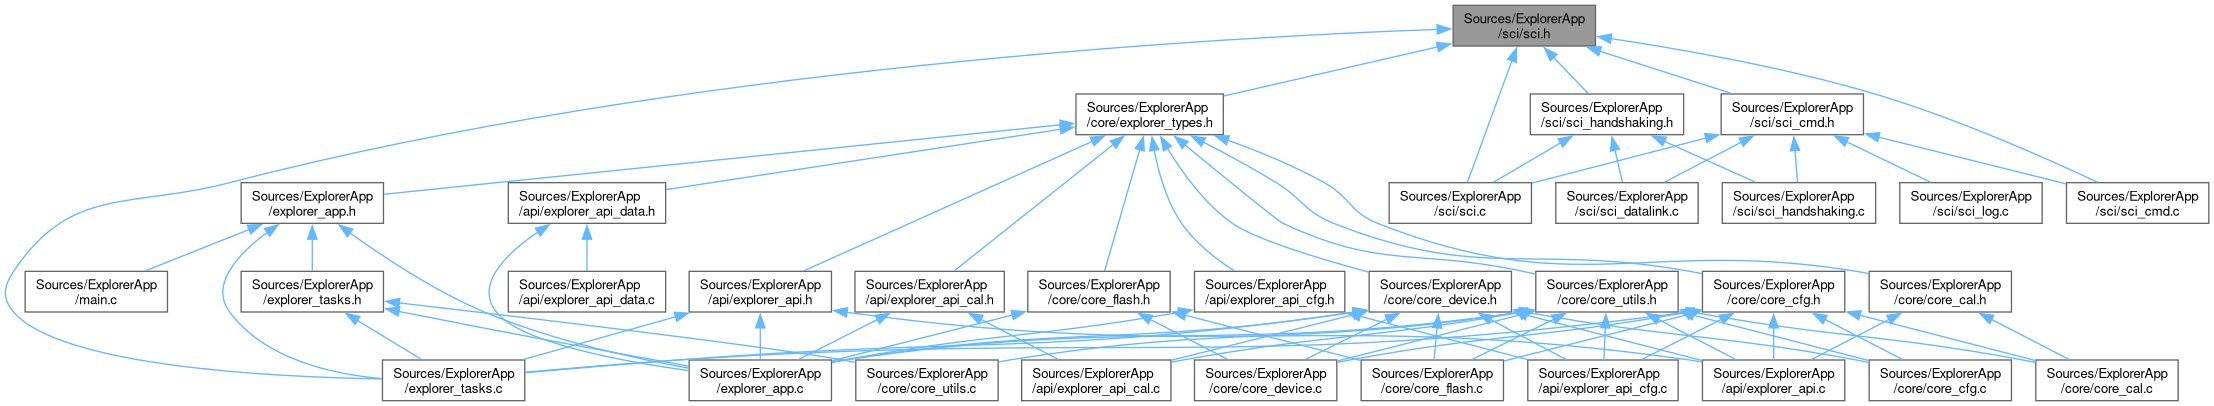 Sources/ExplorerApp
/sci/sci.h
Sources/ExplorerApp
/core/explorer_types.h
Sources/ExplorerApp
/sci/sci_handshaking.h
Sources/ExplorerApp
/sci/sci_cmd.h
Sources/ExplorerApp
/explorer_app.h
Sources/ExplorerApp
/api/explorer_api_data.h
Sources/ExplorerApp
/sci/sci.c
Sources/ExplorerApp
/sci/sci_datalink.c
Sources/ExplorerApp
/sci/sci_handshaking.c
Sources/ExplorerApp
/sci/sci_log.c
Sources/ExplorerApp
/sci/sci_cmd.c
Sources/ExplorerApp
/main.c
Sources/ExplorerApp
/explorer_tasks.h
Sources/ExplorerApp
/api/explorer_api_data.c
Sources/ExplorerApp
/api/explorer_api.h
Sources/ExplorerApp
/api/explorer_api_cal.h
Sources/ExplorerApp
/core/core_flash.h
Sources/ExplorerApp
/api/explorer_api_cfg.h
Sources/ExplorerApp
/core/core_device.h
Sources/ExplorerApp
/core/core_utils.h
Sources/ExplorerApp
/core/core_cfg.h
Sources/ExplorerApp
/core/core_cal.h
Sources/ExplorerApp
/explorer_tasks.c
Sources/ExplorerApp
/explorer_app.c
Sources/ExplorerApp
/core/core_utils.c
Sources/ExplorerApp
/api/explorer_api_cal.c
Sources/ExplorerApp
/core/core_device.c
Sources/ExplorerApp
/core/core_flash.c
Sources/ExplorerApp
/api/explorer_api_cfg.c
Sources/ExplorerApp
/api/explorer_api.c
Sources/ExplorerApp
/core/core_cfg.c
Sources/ExplorerApp
/core/core_cal.c